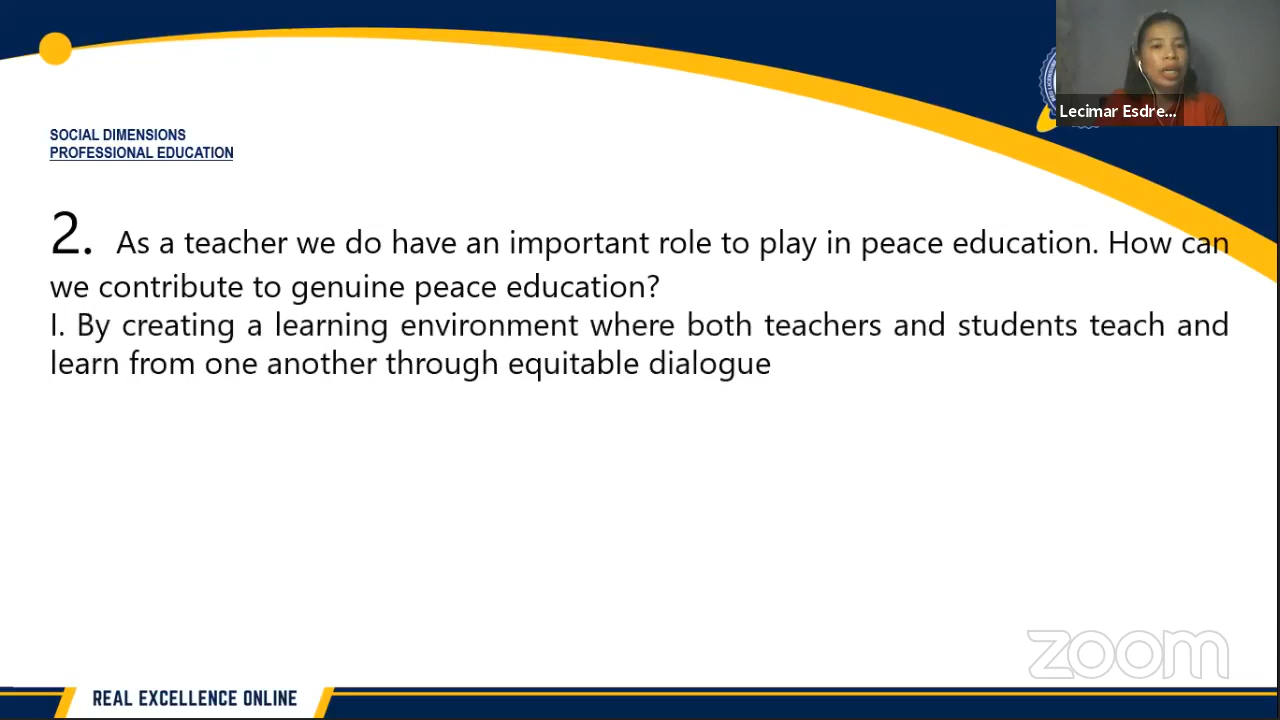 Lecimar Esdre...
SOCIAL DIMENSIONS
PROFESSIONAL EDUCATION
2. As a teacher we do have an important role to play in peace education. How can
we contribute to genuine peace education?
I. By creating a learning environment where both teachers and students teach and
learn from one another through equitable dialogue
zoom
REAL EXCELLENCE ONLINE